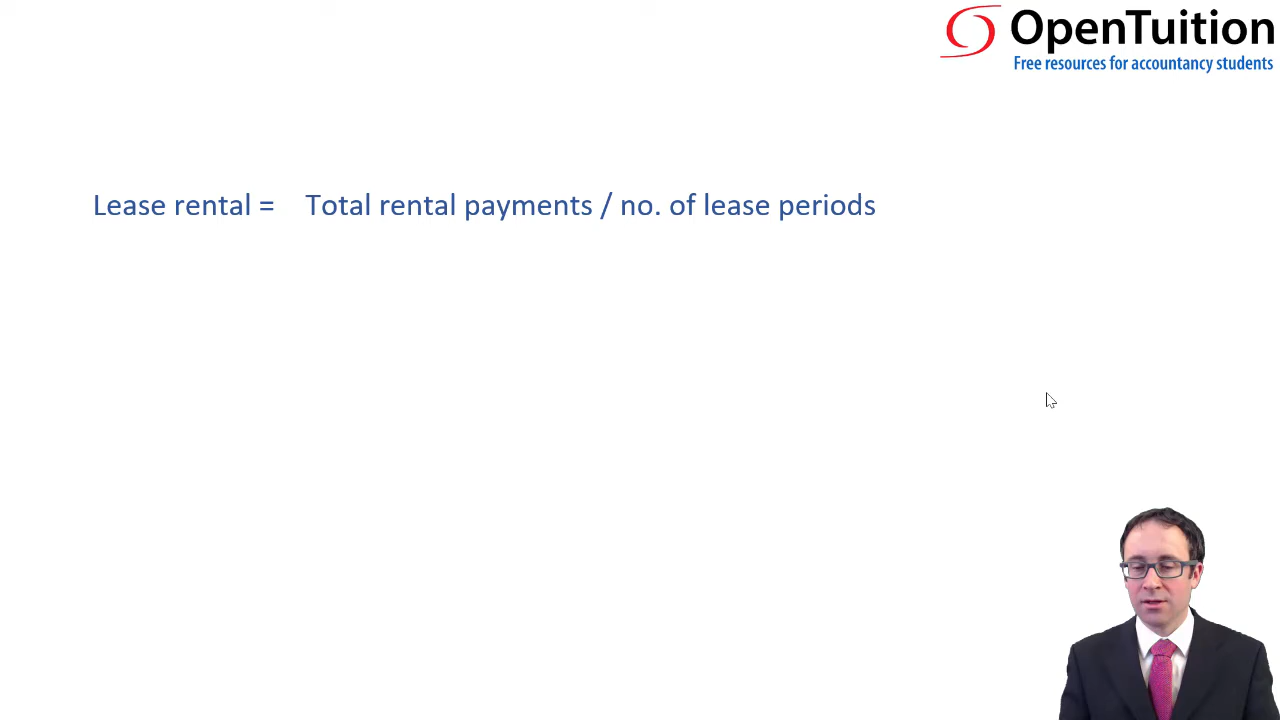 OpenTuition
Free resources for accountancy students
Lease rental = Total rental payments / no. of lease periods